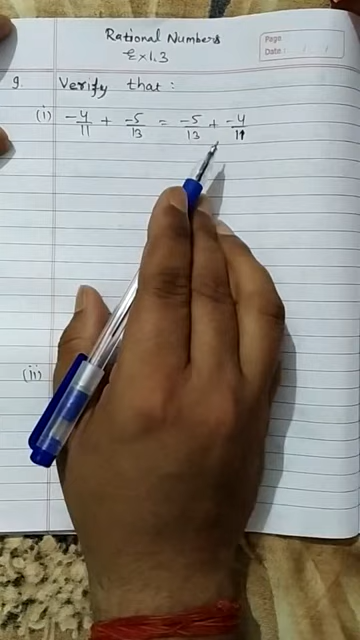 Rational Numbers
Ex 1.3
Page
Date : / /
9. Verify that :
(i) -4/11 + -5/13 = -5/13 + -4/11
(ii)